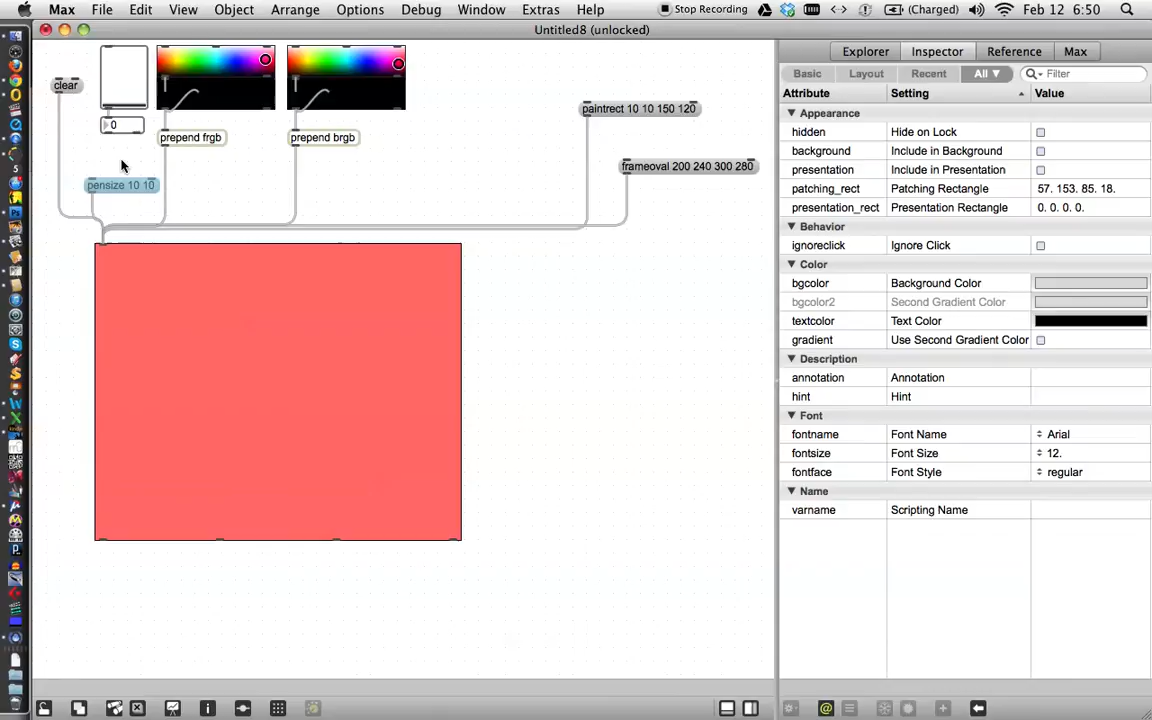 Max File Edit View Object Arrange Options Debug Window Extras Help Stop Recording (Charged) Feb 12 6:50
Untitled8 (unlocked)
clear
0
prepend frgb
prepend brgb
paintrect 10 10 150 120
frameoval 200 240 300 280
pensize 10 10
Explorer Inspector Reference Max
Basic Layout Recent All Filter
Attribute Setting Value
Appearance
hidden Hide on Lock
background Include in Background
presentation Include in Presentation
patching_rect Patching Rectangle 57. 153. 85. 18.
presentation_rect Presentation Rectangle 0. 0. 0. 0.
Behavior
ignoreclick Ignore Click
Color
bgcolor Background Color
bgcolor2 Second Gradient Color
textcolor Text Color
gradient Use Second Gradient Color
Description
annotation Annotation
hint Hint
Font
fontname Font Name Arial
fontsize Font Size 12.
fontface Font Style regular
Name
varname Scripting Name